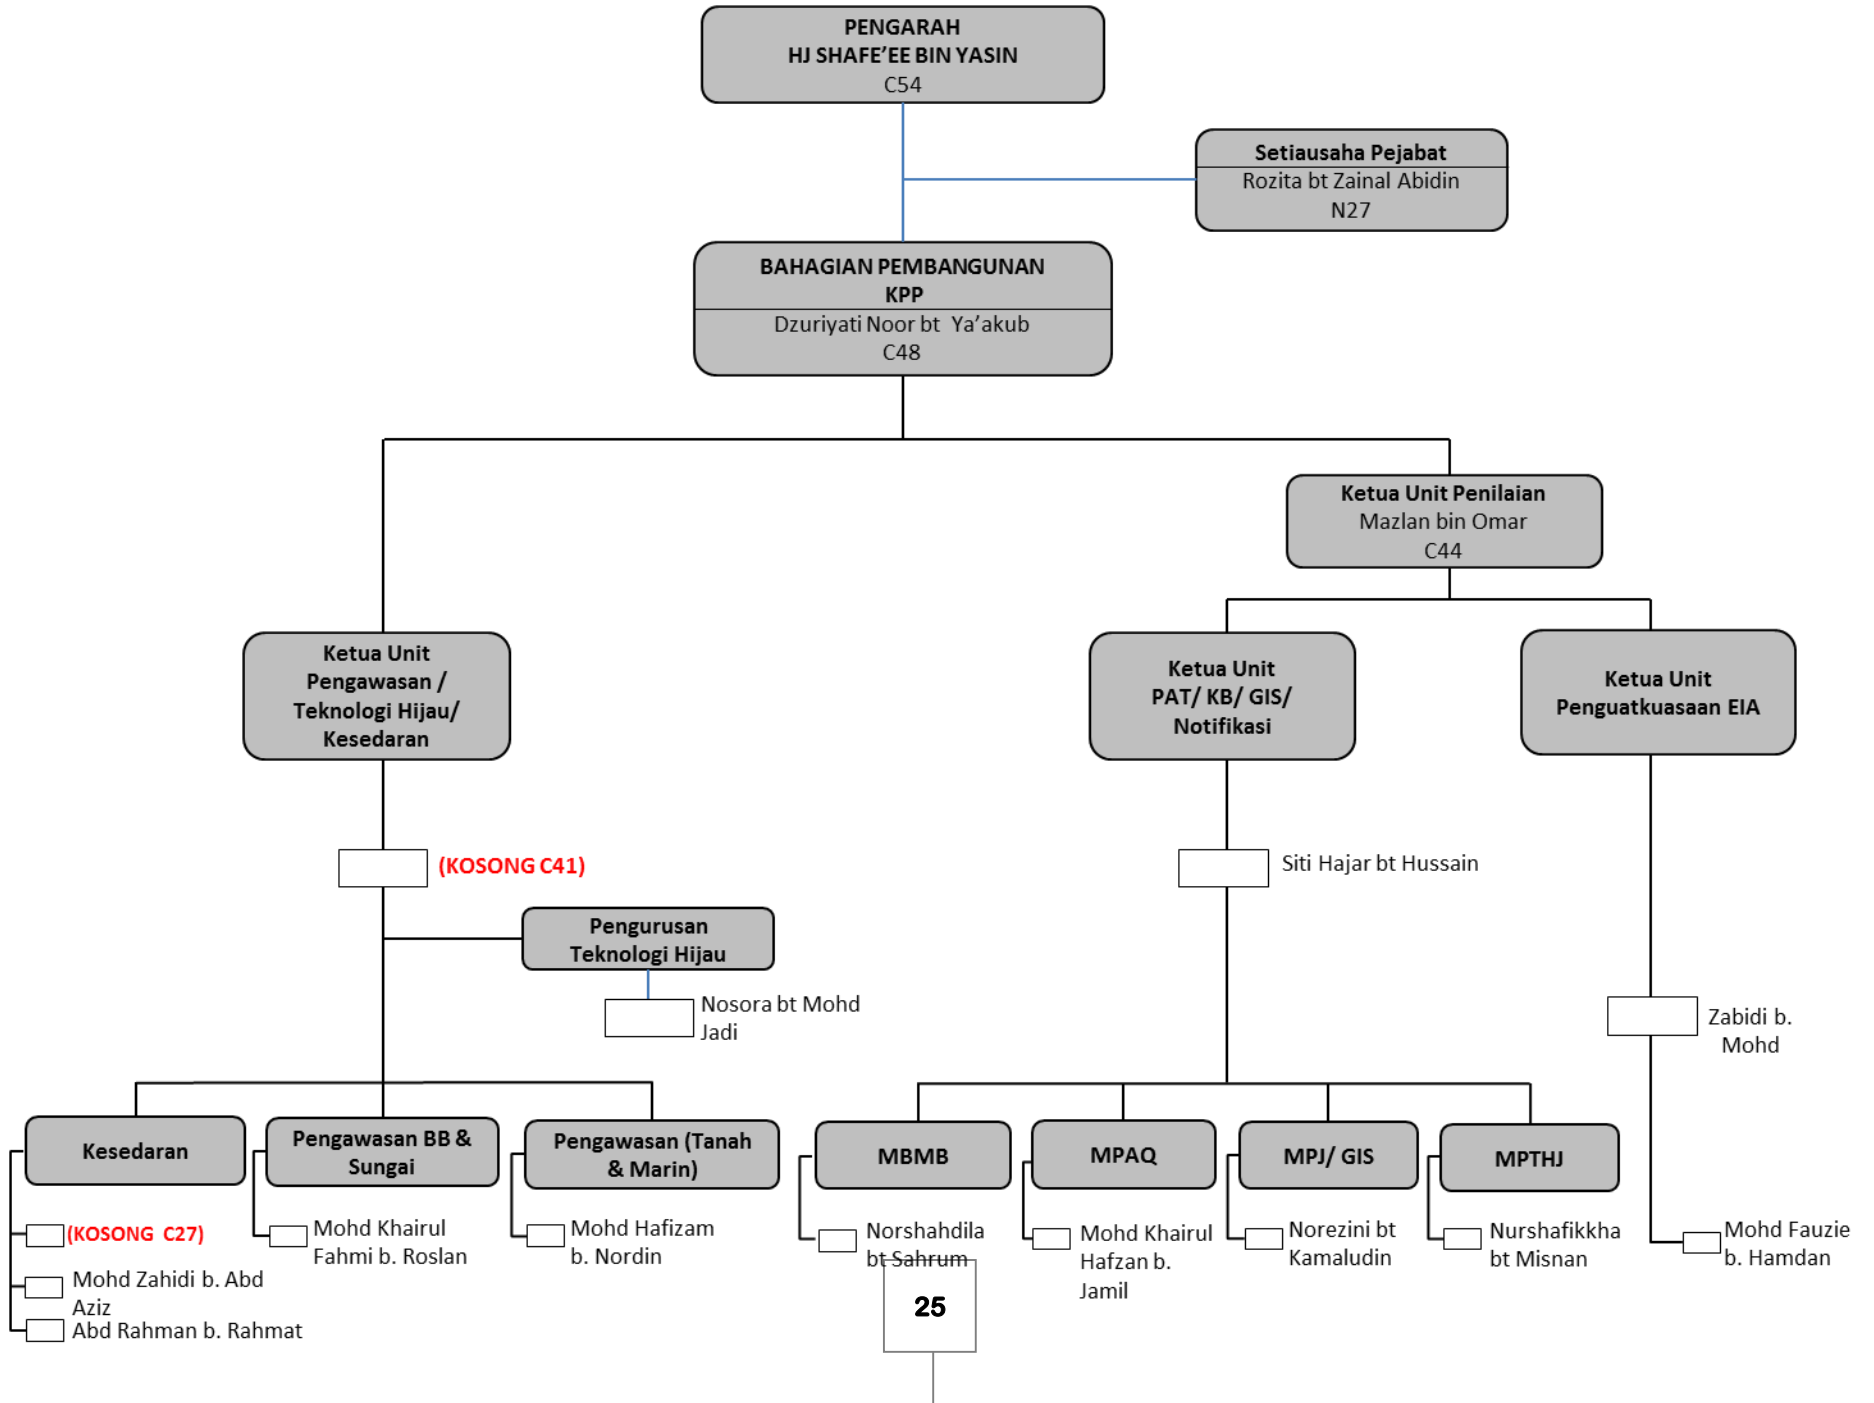 PENGARAH
HJ SHAFE’EE BIN YASIN
C54
Setiausaha Pejabat
Rozita bt Zainal Abidin
N27
BAHAGIAN PEMBANGUNAN
KPP
Dzuriyati Noor bt Ya’akub
C48
Ketua Unit Penilaian
Mazlan bin Omar
C44
Ketua Unit
Pengawasan /
Teknologi Hijau/
Kesedaran
Ketua Unit
PAT/ KB/ GIS/
Notifikasi
Ketua Unit
Penguatkuasaan EIA
(KOSONG C41)
Siti Hajar bt Hussain
Pengurusan
Teknologi Hijau
Nosora bt Mohd
Jadi
Zabidi b.
Mohd
Kesedaran
Pengawasan BB &
Sungai
Pengawasan (Tanah
& Marin)
MBMB
MPAQ
MPJ/ GIS
MPTHJ
(KOSONG C27)
Mohd Zahidi b. Abd
Aziz
Abd Rahman b. Rahmat
Mohd Khairul
Fahmi b. Roslan
Mohd Hafizam
b. Nordin
Norshahdila
bt Sahrum
Mohd Khairul
Hafzan b.
Jamil
Norezini bt
Kamaludin
Nurshafikkha
bt Misnan
Mohd Fauzie
b. Hamdan
25